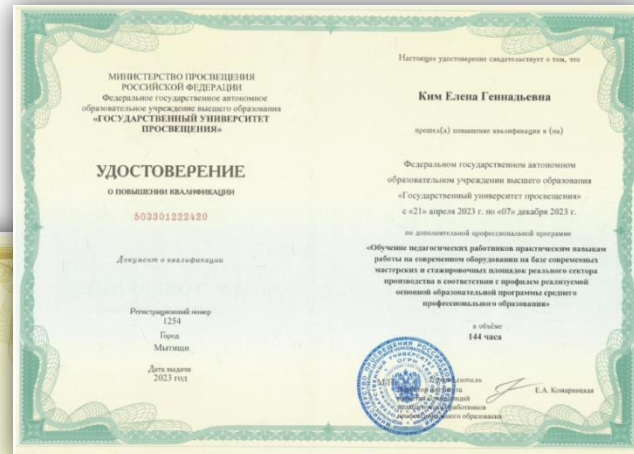 МИНИСТЕРСТВО ПРОСВЕЩЕНИЯ
РОССИЙСКОЙ ФЕДЕРАЦИИ
Федеральное государственное автономное
образовательное учреждение высшего образования
«ГОСУДАРСТВЕННЫЙ УНИВЕРСИТЕТ
ПРОСВЕЩЕНИЯ»
УДОСТОВЕРЕНИЕ
О ПОВЫШЕНИИ КВАЛИФИКАЦИИ
503301222420
Документ о квалификации
Регистрационный номер
1254
Город
Мытищи
Дата выдачи
2023 год
Настоящее удостоверение свидетельствует о том, что
Ким Елена Геннадьевна
прошел(а) повышение квалификации в (на)
Федеральном государственном автономном
образовательном учреждении высшего образования
«Государственный университет просвещения»
с «21» апреля 2023 г. по «07» декабря 2023 г.
по дополнительной профессиональной программе
«Обучение педагогических работников практическим навыкам
работы на современном оборудовании на базе современных
мастерских и стажировочных площадок реального сектора
производства в соответствии с профилем реализуемой
основной образовательной программы среднего
профессионального образования»
в объёме
144 часа
Е.А. Комарницкая
работников
образования